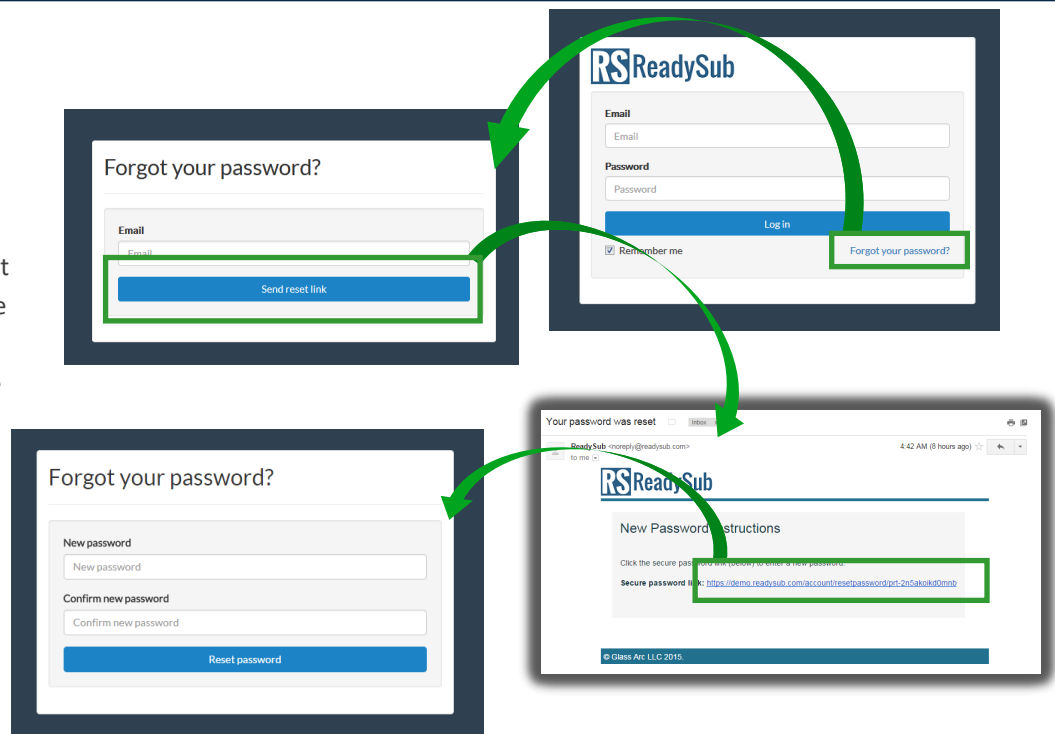 RS ReadySub
Email
Email
Password
Password
Log in
Remember me
Forgot your password?
Forgot your password?
Email
Email
Send reset link
t
e
Your password was reset
Inbox
ReadySub <noreply@readysub.com>
4:42 AM (8 hours ago)
to me
RS ReadySub
New Password
Click the secure password link (below) to enter a new password.
Secure password link: https://demo.readysub.com/account/resetpassword/prt-2n5akoikd0mnb
© Glass Arc LLC 2015.
Forgot your password?
New password
New password
Confirm new password
Confirm new password
Reset password